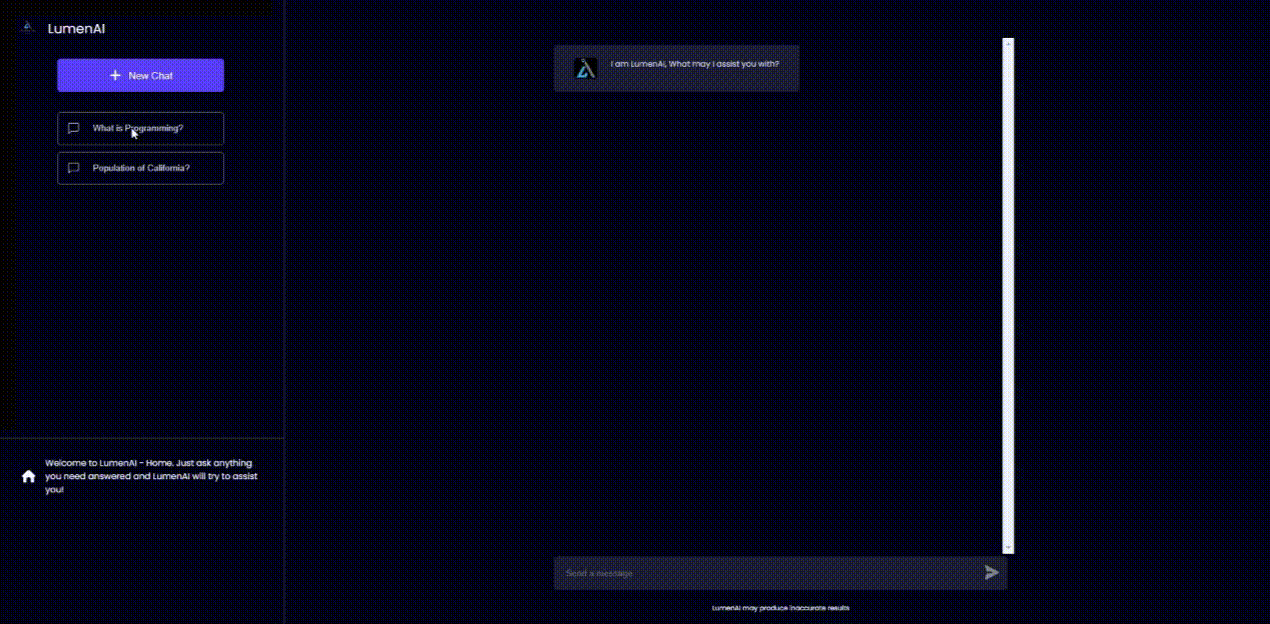 LumenAI
New Chat
What is Programming?
Population of California?
Welcome to LumenAI - Home. Just ask anything
you need answered and LumenAI will try to assist
you!
I am LumenAI, What may I assist you with?
Send a message
LumenAI may produce inaccurate results